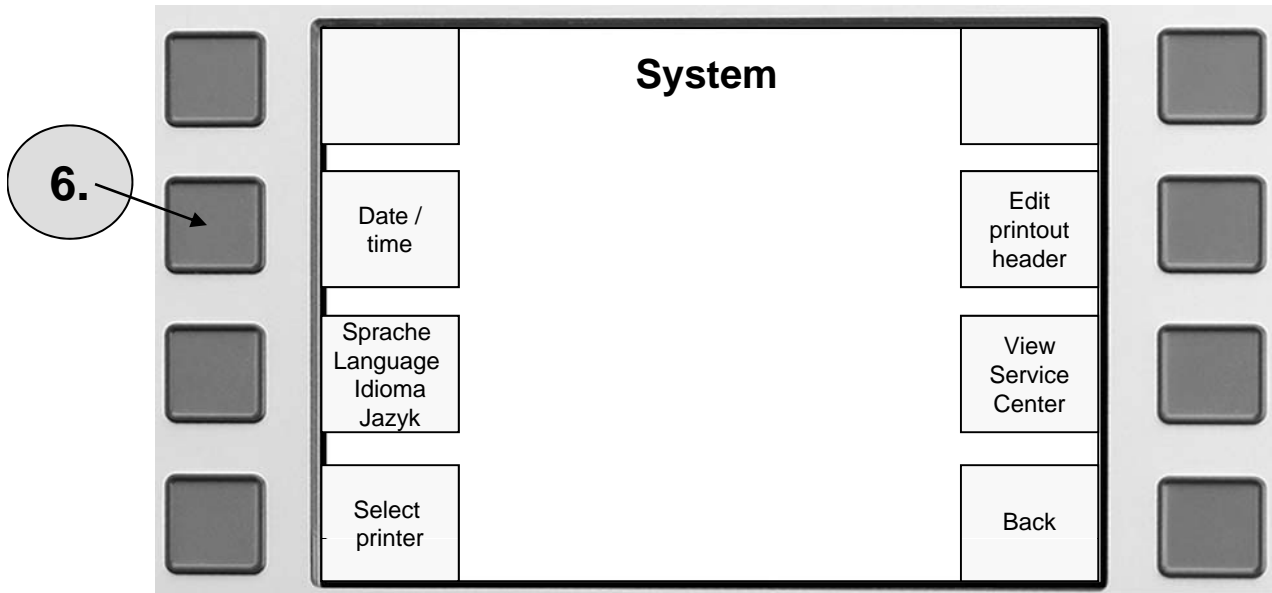 System
6.
Date /
time
Edit
printout
header
Sprache
Language
Idioma
Jazyk
View
Service
Center
Select
printer
Back